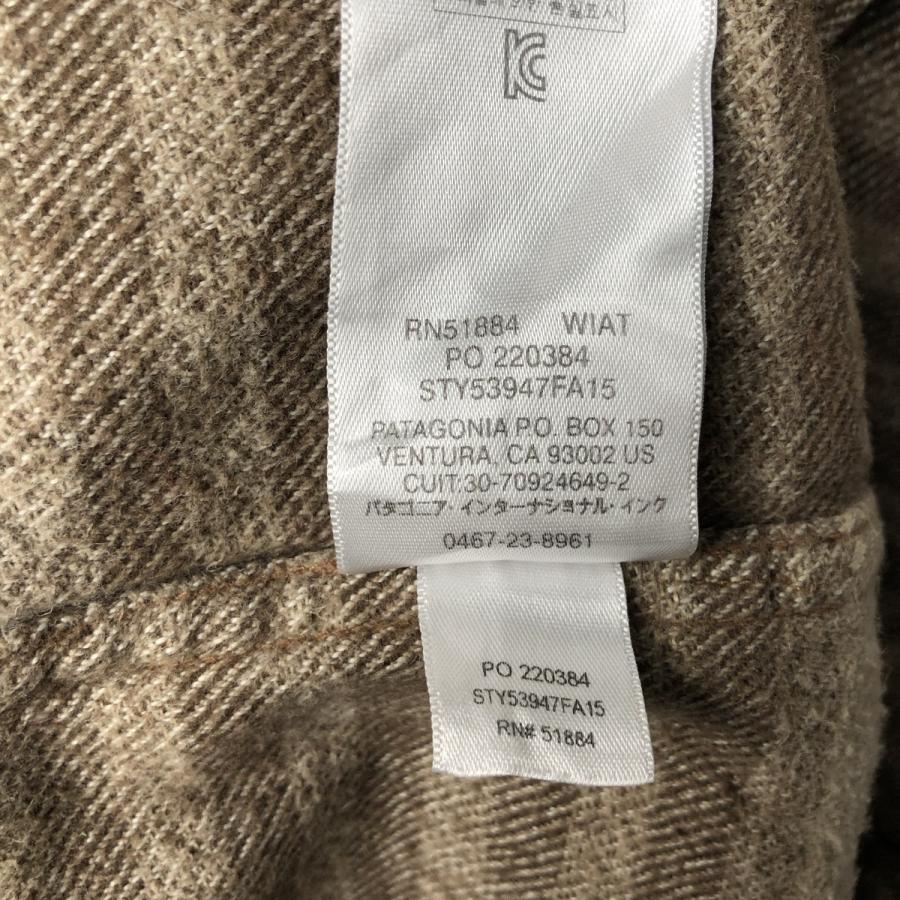 RN51884 WIAT
PO 220384
STY53947FA15
PATAGONIA P.O. BOX 150
VENTURA, CA 93002 US
CUIT:30-70924649-2
パタゴニア・インターナショナル・インク
0467-23-8961
PO 220384
STY53947FA15
RN# 51884